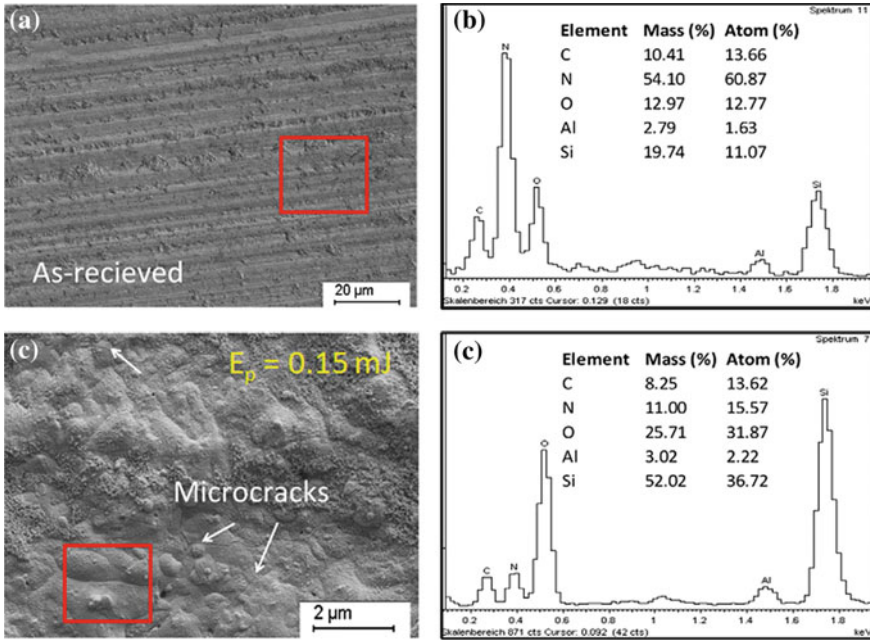 (a)
As-recieved
20 µm
(b)
Spektrum 11
Element Mass (%) Atom (%)
C 10.41 13.66
N 54.10 60.87
O 12.97 12.77
Al 2.79 1.63
Si 19.74 11.07
N
C
O
Al
Si
0.2 0.4 0.6 0.8 1 1.2 1.4 1.6 1.8
Skalenbereich 317 cts Cursor: 0.129 (18 cts) keV
(c)
Ep = 0.15 mJ
Microcracks
2 µm
(c)
Spektrum 7
Element Mass (%) Atom (%)
C 8.25 13.62
N 11.00 15.57
O 25.71 31.87
Al 3.02 2.22
Si 52.02 36.72
Si
O
C
N
Al
0.2 0.4 0.6 0.8 1 1.2 1.4 1.6 1.8
Skalenbereich 871 cts Cursor: 0.092 (42 cts) keV